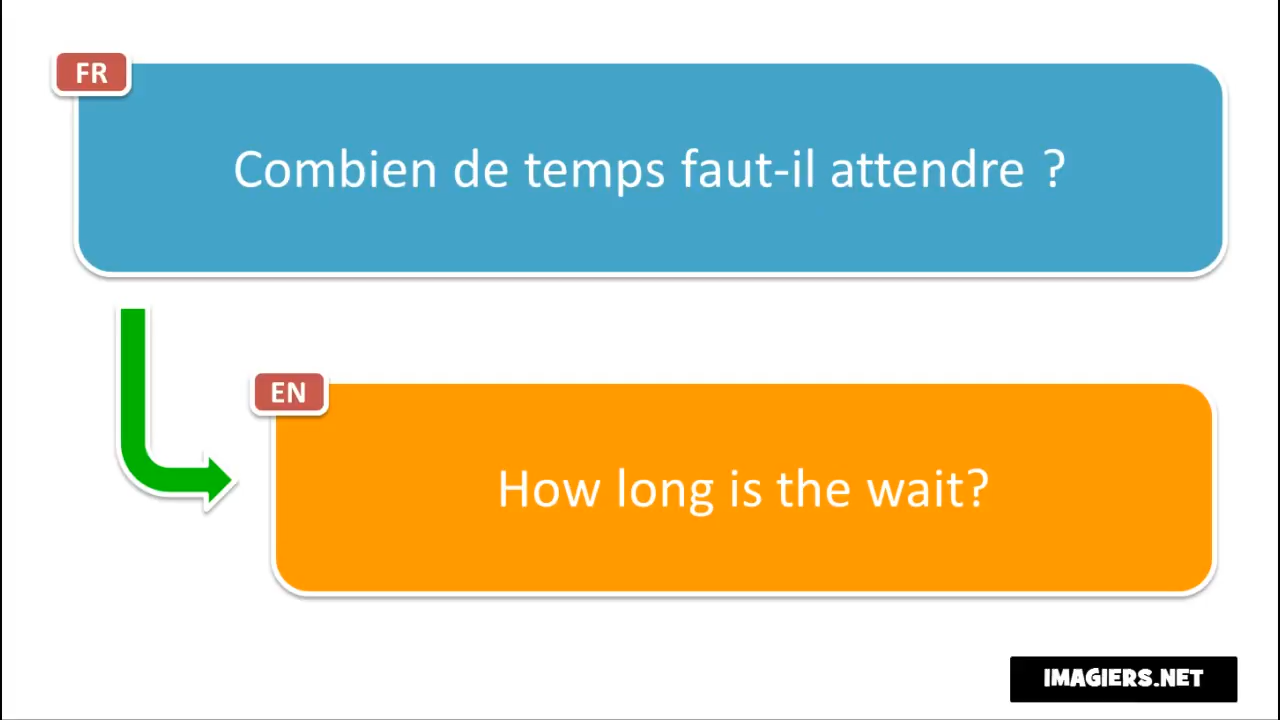 FR
Combien de temps faut-il attendre ?
EN
How long is the wait?
IMAGIERS.NET